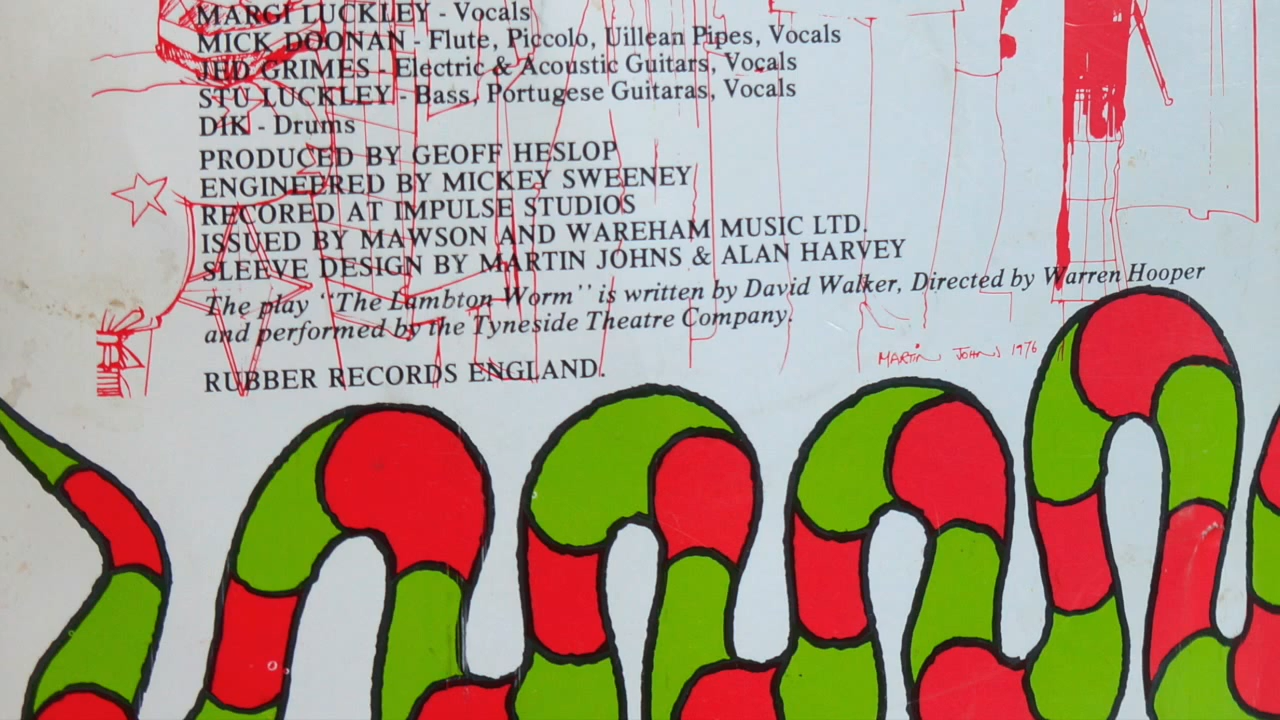 MARGI LUCKLEY - Vocals
MICK DOONAN - Flute, Piccolo, Uillean Pipes, Vocals
JED GRIMES - Electric & Acoustic Guitars, Vocals
STU LUCKLEY - Bass, Portugese Guitaras, Vocals
DIK - Drums
PRODUCED BY GEOFF HESLOP
ENGINEERED BY MICKEY SWEENEY
RECORED AT IMPULSE STUDIOS
ISSUED BY MAWSON AND WAREHAM MUSIC LTD.
SLEEVE DESIGN BY MARTIN JOHNS & ALAN HARVEY
The play "The Lambton Worm" is written by David Walker, Directed by Warren Hooper
and performed by the Tyneside Theatre Company.
MARTIN JOHNS 1976
RUBBER RECORDS ENGLAND.